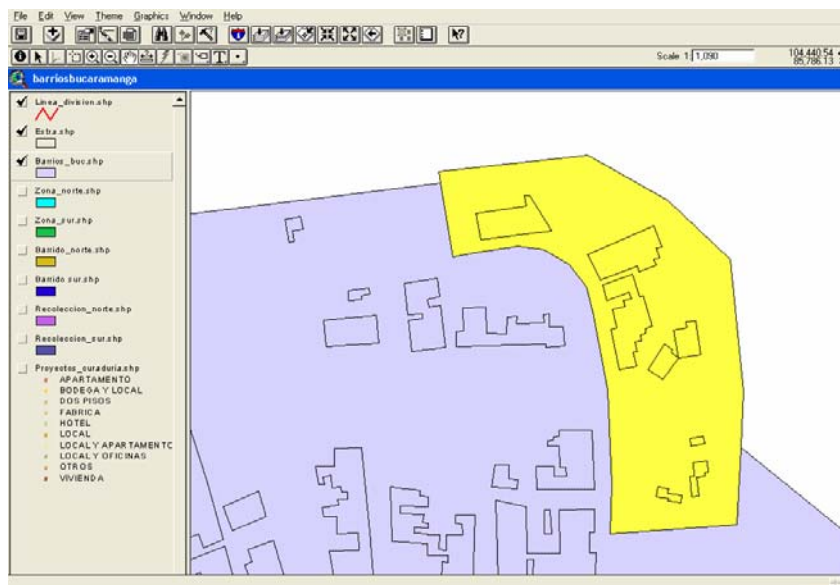 File Edit View Theme Graphics Window Help
Scale 1: 1,090
104,440.54
85,786.13
barriosbucaramanga
Linea_division.shp
Estra.shp
Barrios_buc.shp
Zona_norte.shp
Zona_sur.shp
Barrido_norte.shp
Barrido sur.shp
Recoleccion_norte.shp
Recoleccion_sur.shp
Proyectos_curaduria.shp
APARTAMENTO
BODEGA Y LOCAL
DOS PISOS
FABRICA
HOTEL
LOCAL
LOCAL Y APARTAMENTO
LOCAL Y OFICINAS
OTROS
VIVIENDA